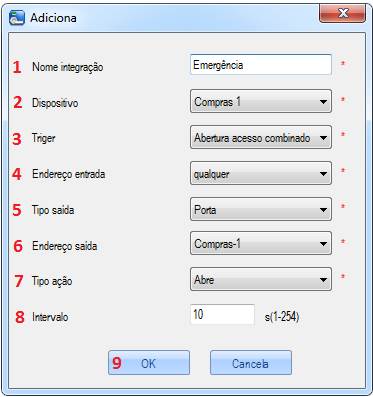 Adiciona
1 Nome integração Emergência *
2 Dispositivo Compras 1 *
3 Triger Abertura acesso combinado *
4 Endereço entrada qualquer *
5 Tipo saída Porta *
6 Endereço saída Compras-1 *
7 Tipo ação Abre *
8 Intervalo 10 s(1-254)
9 OK Cancela